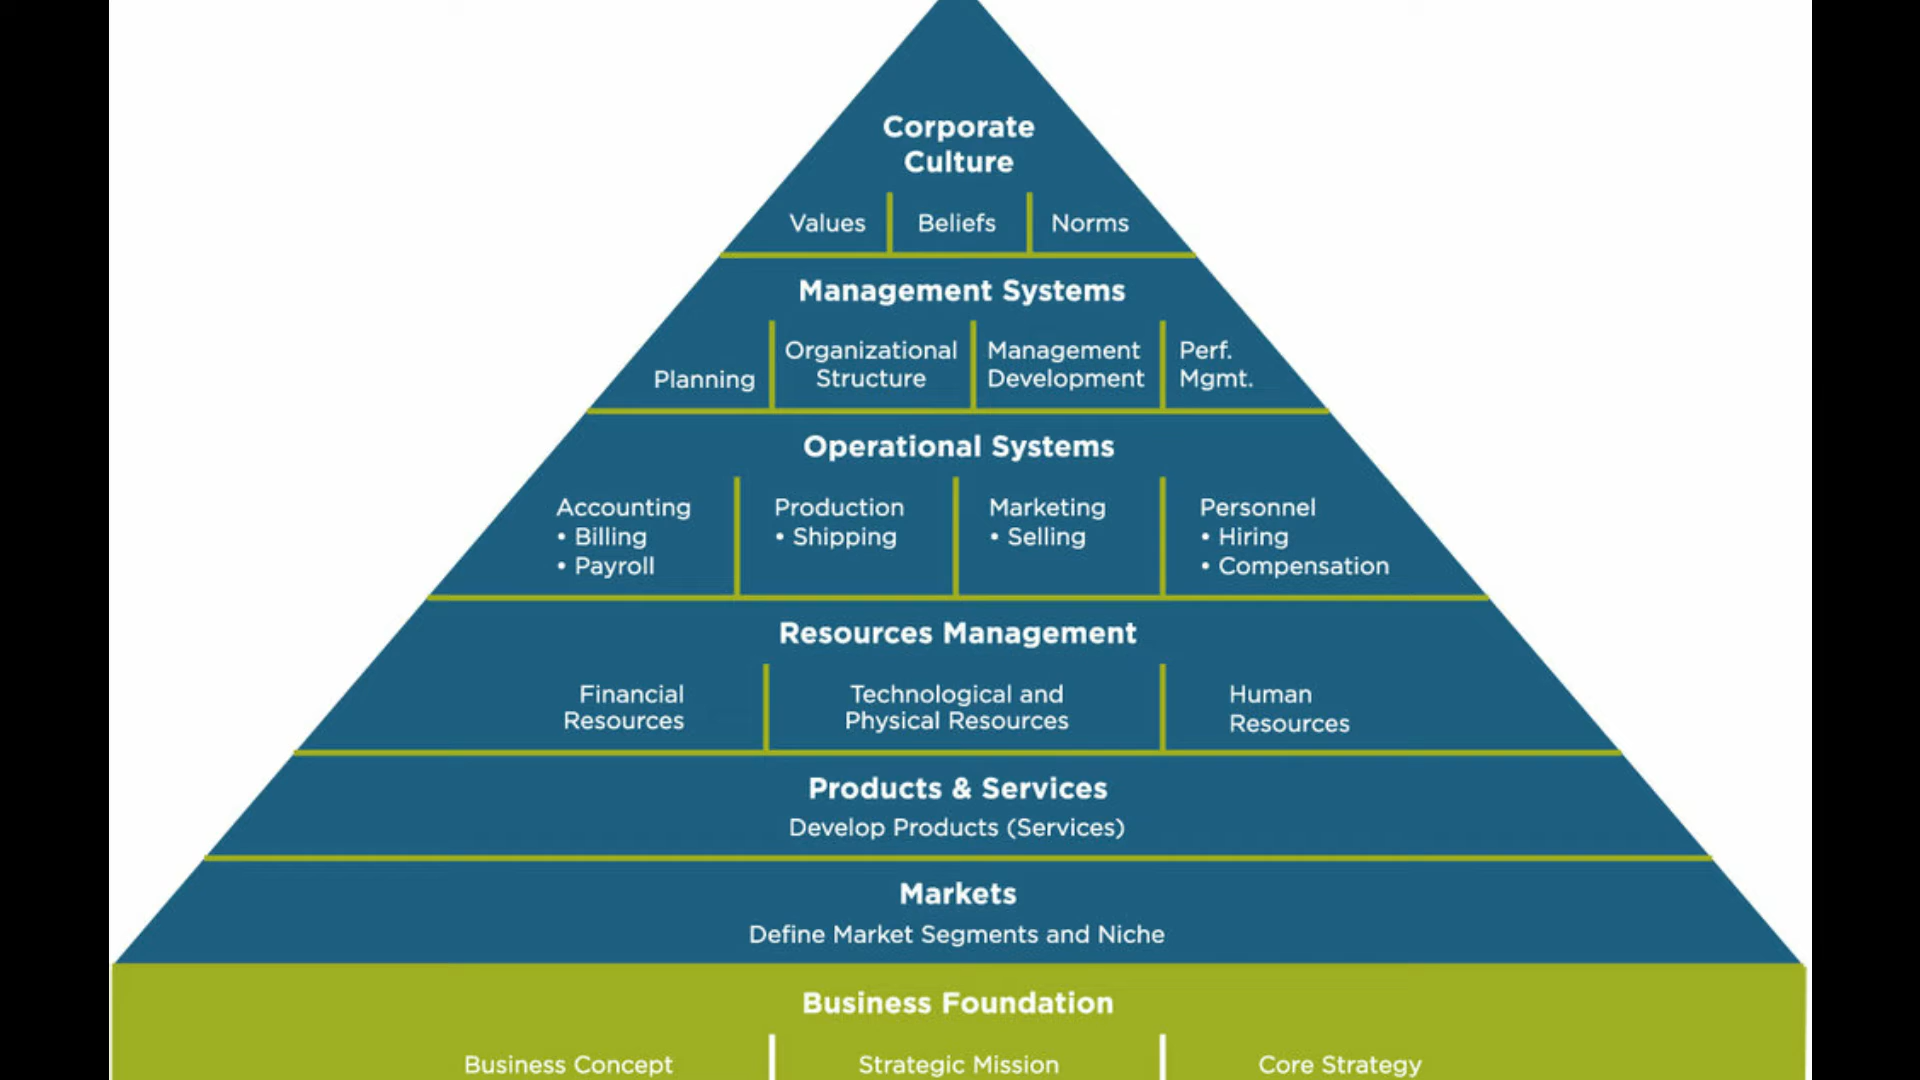 Corporate
Culture
Values
Beliefs
Norms
Management Systems
Planning
Organizational
Structure
Management
Development
Perf.
Mgmt.
Operational Systems
Accounting
• Billing
• Payroll
Production
• Shipping
Marketing
• Selling
Personnel
• Hiring
• Compensation
Resources Management
Financial
Resources
Technological and
Physical Resources
Human
Resources
Products & Services
Develop Products (Services)
Markets
Define Market Segments and Niche
Business Foundation
Business Concept
Strategic Mission
Core Strategy